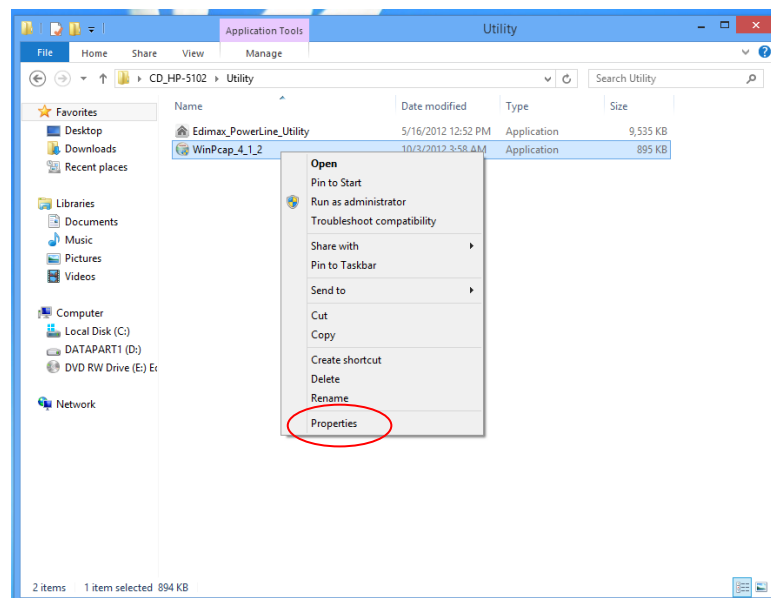 Application Tools
Utility
File Home Share View Manage
CD_HP-5102 Utility
Search Utility
Name Date modified Type Size
Favorites
Desktop
Downloads
Recent places
Libraries
Documents
Music
Pictures
Videos
Computer
Local Disk (C:)
DATAPART1 (D:)
DVD RW Drive (E:) Ec
Network
Edimax_PowerLine_Utility 5/16/2012 12:52 PM Application 9,535 KB
WinPcap_4_1_2 10/3/2012 3:58 AM Application 895 KB
Open
Pin to Start
Run as administrator
Troubleshoot compatibility
Share with
Pin to Taskbar
Send to
Cut
Copy
Create shortcut
Delete
Rename
Properties
2 items 1 item selected 894 KB